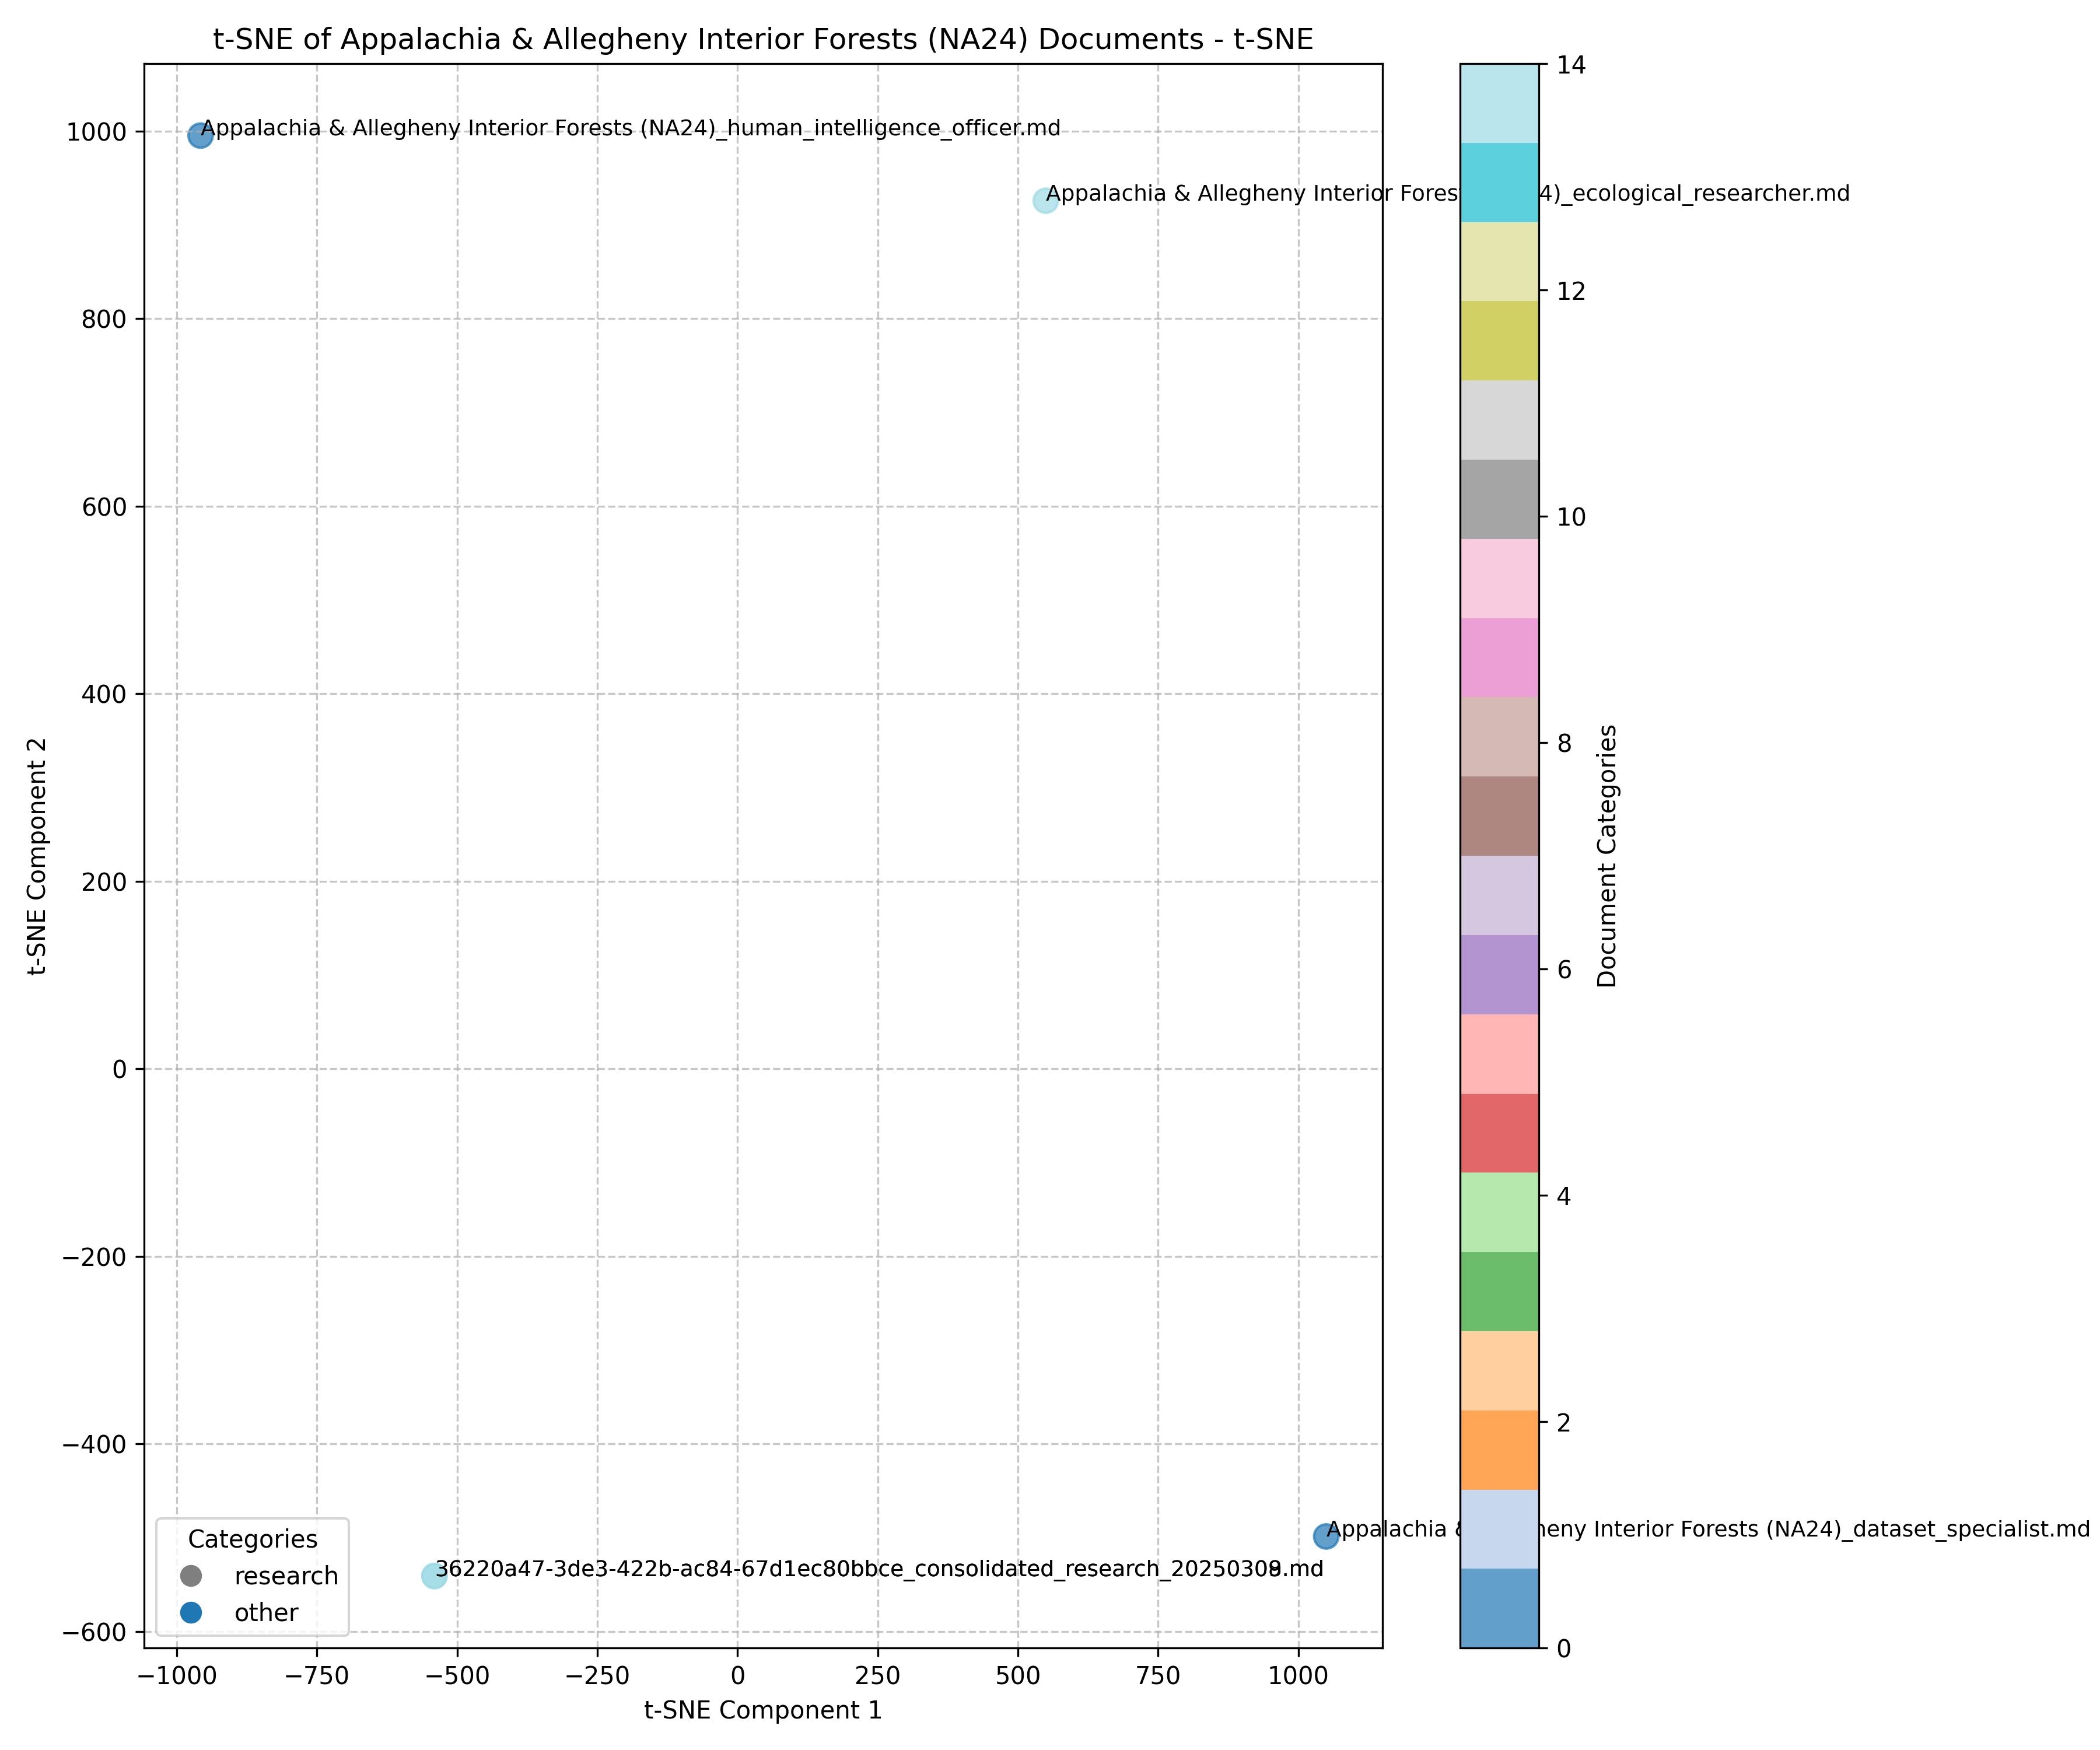 t-SNE of Appalachia & Allegheny Interior Forests (NA24) Documents - t-SNE
14
1000
Appalachia & Allegheny Interior Forests (NA24)_human_intelligence_officer.md
Appalachia & Allegheny Interior Fores 4)_ecological_researcher.md
800
12
600
10
400
8
Document Categories
t-SNE Component 2
200
6
0
4
−200
2
−400
Appalachia & heny Interior Forests (NA24)_dataset_specialist.md
Categories
research
other
36220a47-3de3-422b-ac84-67d1ec80bbce_consolidated_research_
−600
0
−1000 −750 −500 −250 0 250 500 750 1000
t-SNE Component 1